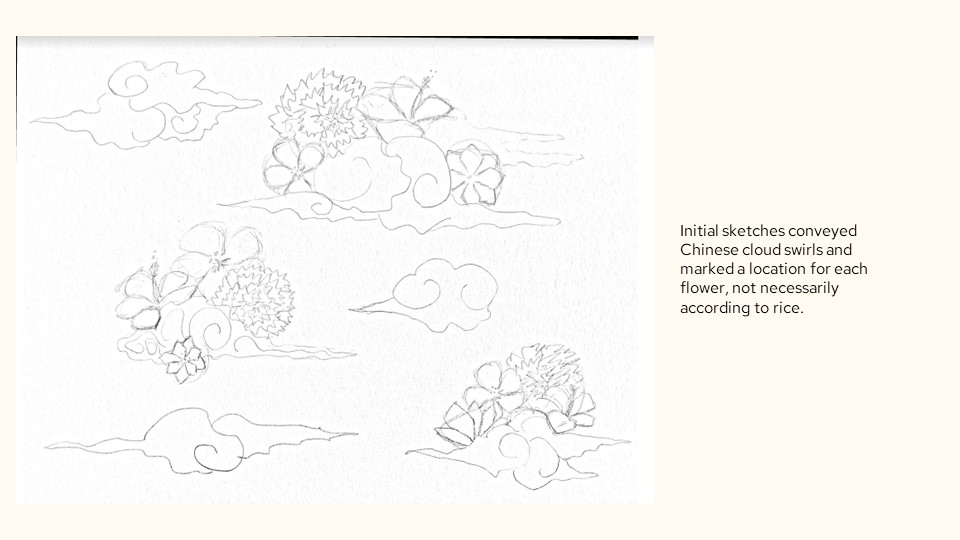 Initial sketches conveyed
Chinese cloud swirls and
marked a location for each
flower, not necessarily
according to rice.